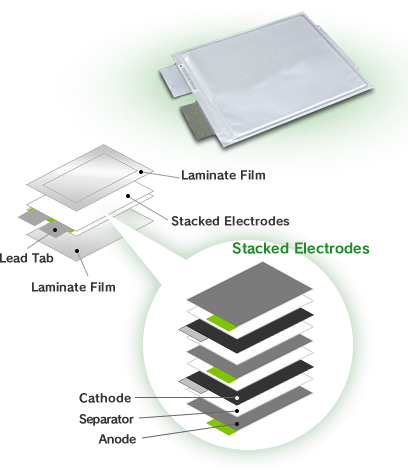 Laminate Film
Stacked Electrodes
Lead Tab
Laminate Film
Stacked Electrodes
Cathode
Separator
Anode